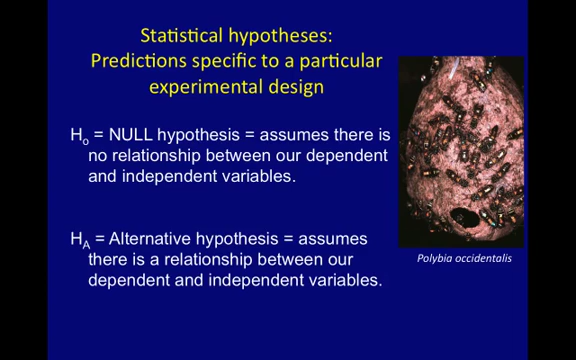 Statistical hypotheses:
Predictions specific to a particular
experimental design
Ho = NULL hypothesis = assumes there is
no relationship between our dependent
and independent variables.
HA = Alternative hypothesis = assumes
there is a relationship between our
dependent and independent variables.
Polybia occidentalis